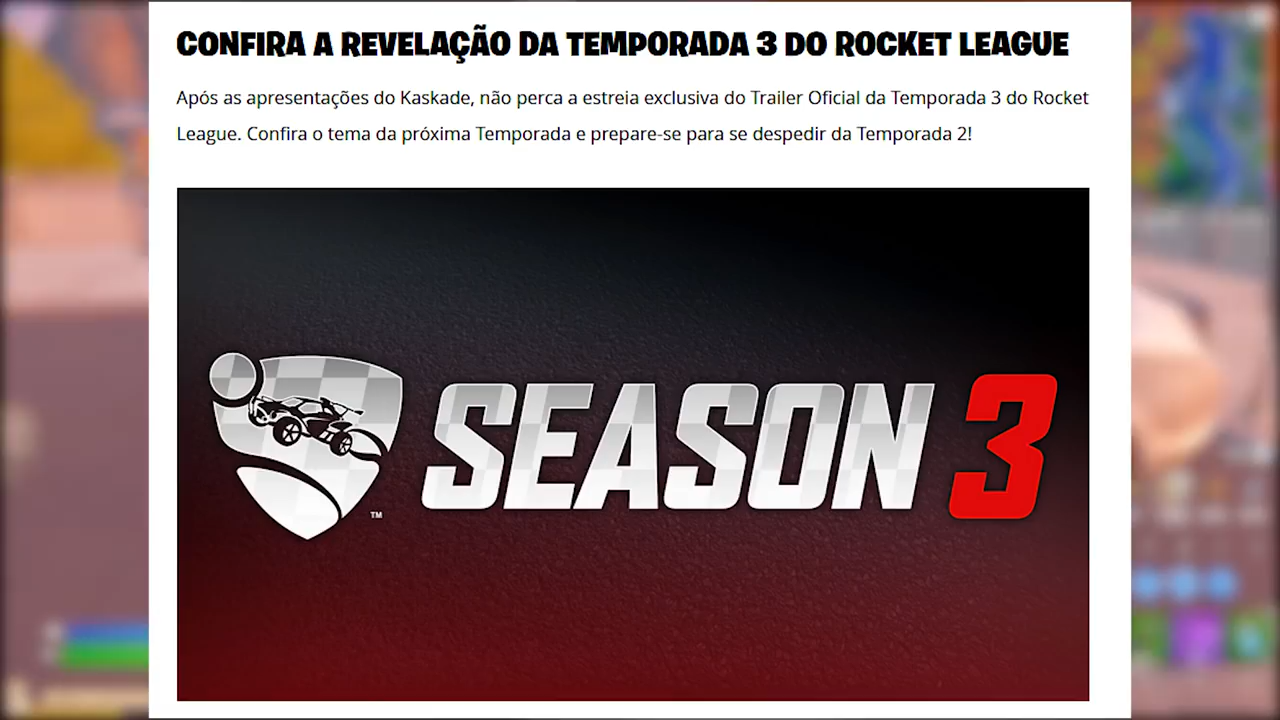 CONFIRA A REVELAÇÃO DA TEMPORADA 3 DO ROCKET LEAGUE
Após as apresentações do Kaskade, não perca a estreia exclusiva do Trailer Oficial da Temporada 3 do Rocket
League. Confira o tema da próxima Temporada e prepare-se para se despedir da Temporada 2!
SEASON 3
TM